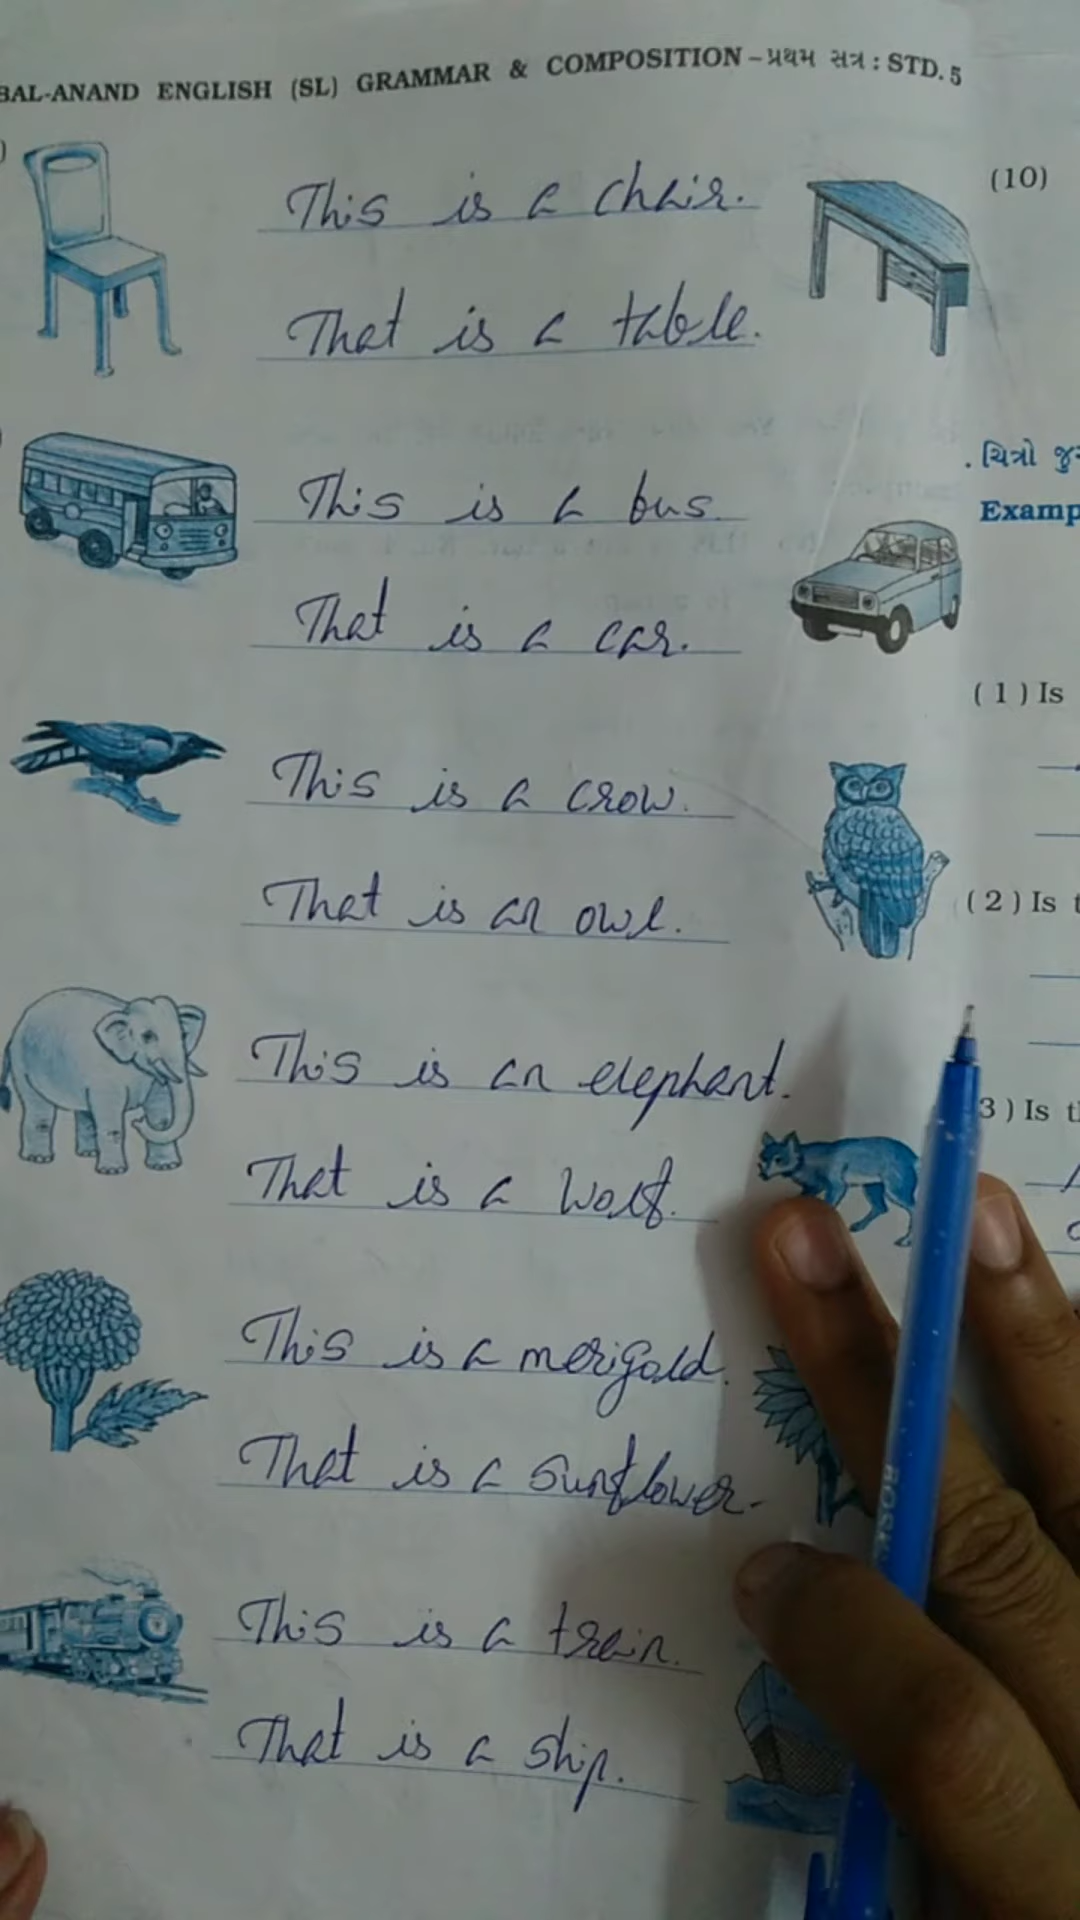 BAL-ANAND ENGLISH (SL) GRAMMAR & COMPOSITION – પ્રથમ સત્ર : STD. 5
This is a chair.
(10)
That is a table.
. ચિત્રો
This is a bus.
Examp
That is a car.
(1) Is
This is a crow.
That is an owl.
(2) Is t
This is an elephant.
3) Is th
That is a wolf.
This is a merigold.
That is a sunflower.
This is a train.
That is a ship.